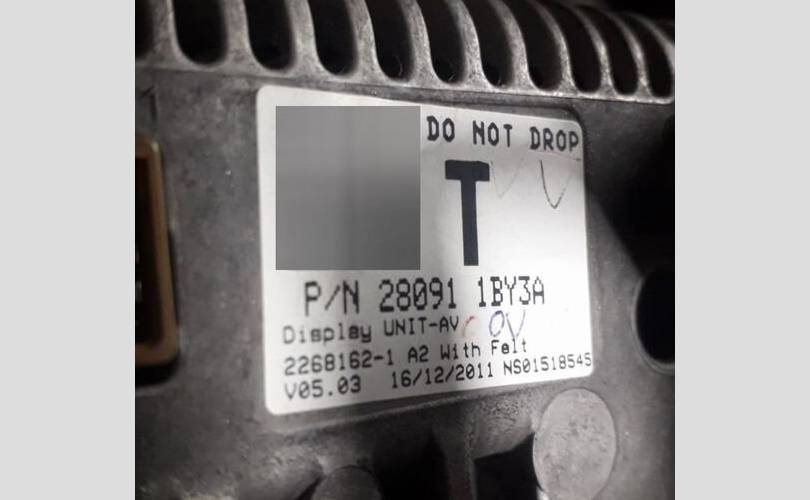 DO NOT DROP
T
P/N 28091 1BY3A
Display UNIT-AV
2268162-1 A2 With Felt
V05.03 16/12/2011 NS01518545